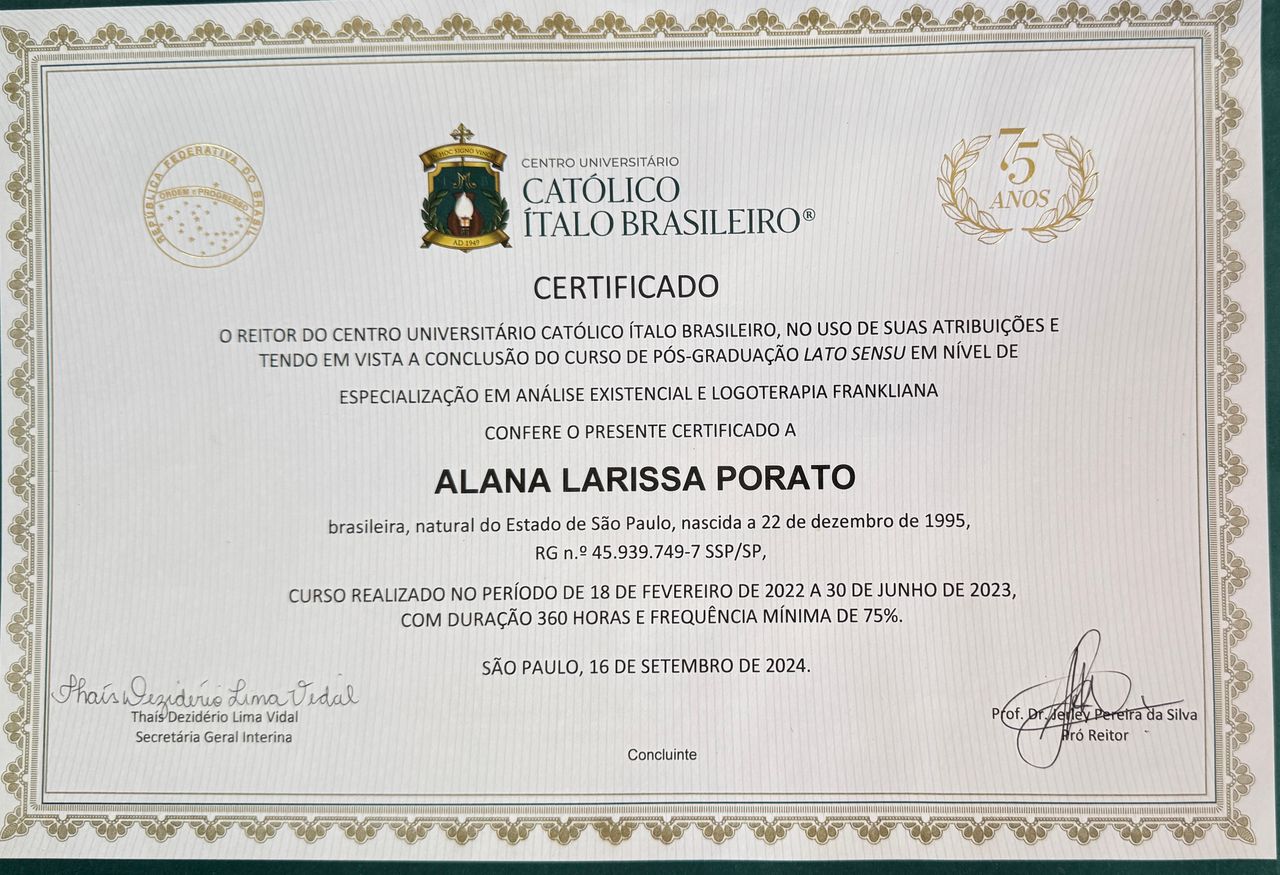 REPÚBLICA FEDERATIVA DO BRASIL
ORDEM E PROGRESSO
IN HOC SIGNO VINCES
AD 1949
CENTRO UNIVERSITÁRIO
CATÓLICO
ÍTALO BRASILEIRO®
75
ANOS
CERTIFICADO
O REITOR DO CENTRO UNIVERSITÁRIO CATÓLICO ÍTALO BRASILEIRO, NO USO DE SUAS ATRIBUIÇÕES E
TENDO EM VISTA A CONCLUSÃO DO CURSO DE PÓS-GRADUAÇÃO LATO SENSU EM NÍVEL DE
ESPECIALIZAÇÃO EM ANÁLISE EXISTENCIAL E LOGOTERAPIA FRANKLIANA
CONFERE O PRESENTE CERTIFICADO A
ALANA LARISSA PORATO
brasileira, natural do Estado de São Paulo, nascida a 22 de dezembro de 1995,
RG n.º 45.939.749-7 SSP/SP,
CURSO REALIZADO NO PERÍODO DE 18 DE FEVEREIRO DE 2022 A 30 DE JUNHO DE 2023,
COM DURAÇÃO 360 HORAS E FREQUÊNCIA MÍNIMA DE 75%.
SÃO PAULO, 16 DE SETEMBRO DE 2024.
Thaís Dezidério Lima Vidal
Thaís Dezidério Lima Vidal
Secretária Geral Interina
Prof. Dr. Jerley Pereira da Silva
Pró Reitor
Concluinte